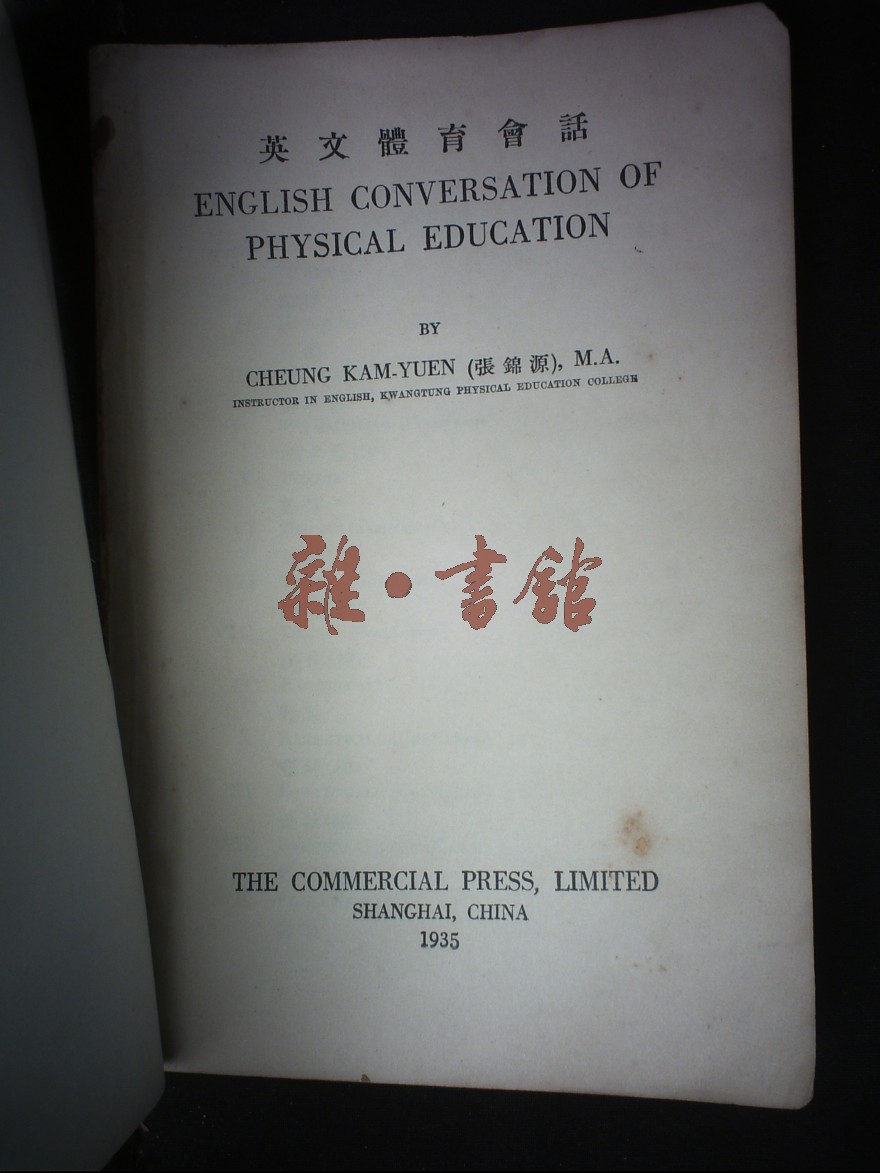 英文體育會話
ENGLISH CONVERSATION OF
PHYSICAL EDUCATION
BY
CHEUNG KAM-YUEN (張錦源), M.A.
INSTRUCTOR IN ENGLISH, KWANGTUNG PHYSICAL EDUCATION COLLEGE
雜·書館
THE COMMERCIAL PRESS, LIMITED
SHANGHAI, CHINA
1935